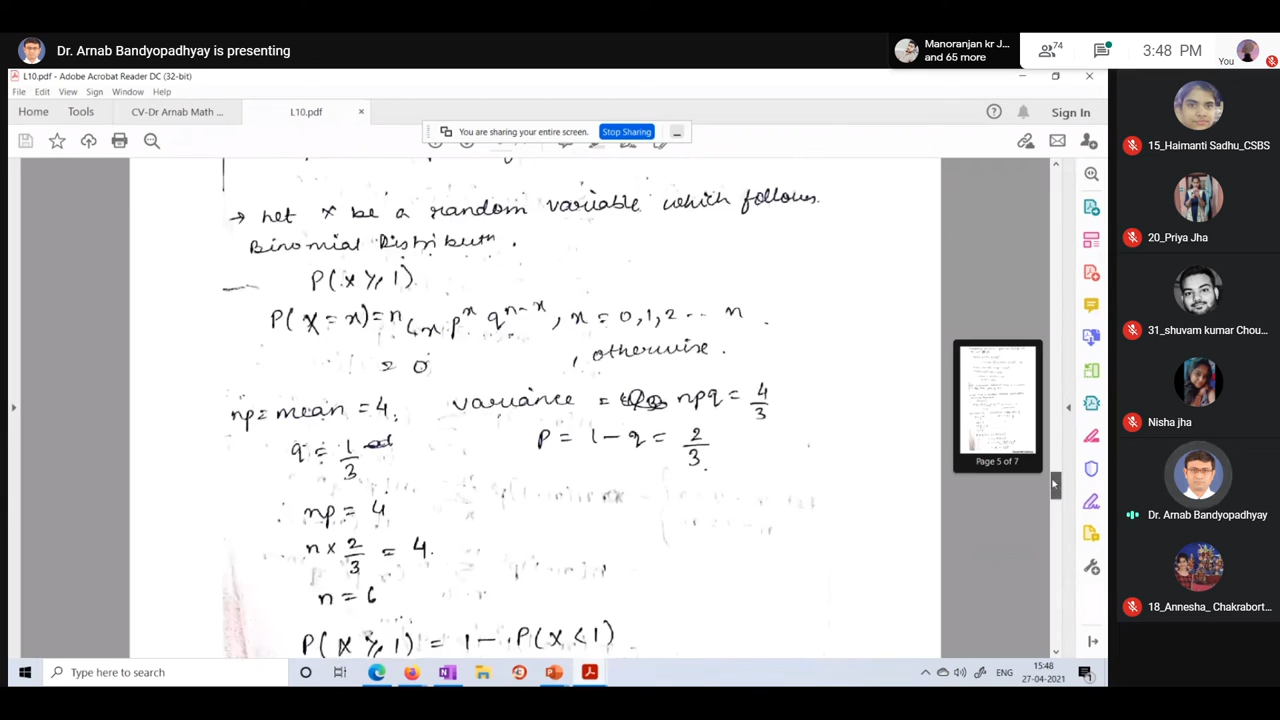 Dr. Arnab Bandyopadhyay is presenting
Manoranjan kr J...
and 65 more
74
3:48 PM
You
L10.pdf - Adobe Acrobat Reader DC (32-bit)
File Edit View Sign Window Help
Home Tools CV-Dr Arnab Math ... L10.pdf × Sign In
You are sharing your entire screen. Stop Sharing
→ Let x be a random variable which follows
Binomial Distributn.
P(x ≥ 1)
P(X = x) = n
C
x p^x q^{n-x}, x = 0, 1, 2 ... n.
= 0 , otherwise.
np = mean = 4, variance = npq = 4/3
q = 1/3 p = 1 - q = 2/3.
np = 4
n × 2/3 = 4.
n = 6
P(X ≥ 1) = 1 - P(X < 1)
Page 5 of 7
15_Haimanti Sadhu_CSBS
20_Priya Jha
31_shuvam kumar Chou...
Nisha jha
Dr. Arnab Bandyopadhyay
18_Annesha_ Chakrabort...
Type here to search
ENG
15:48
27-04-2021
1